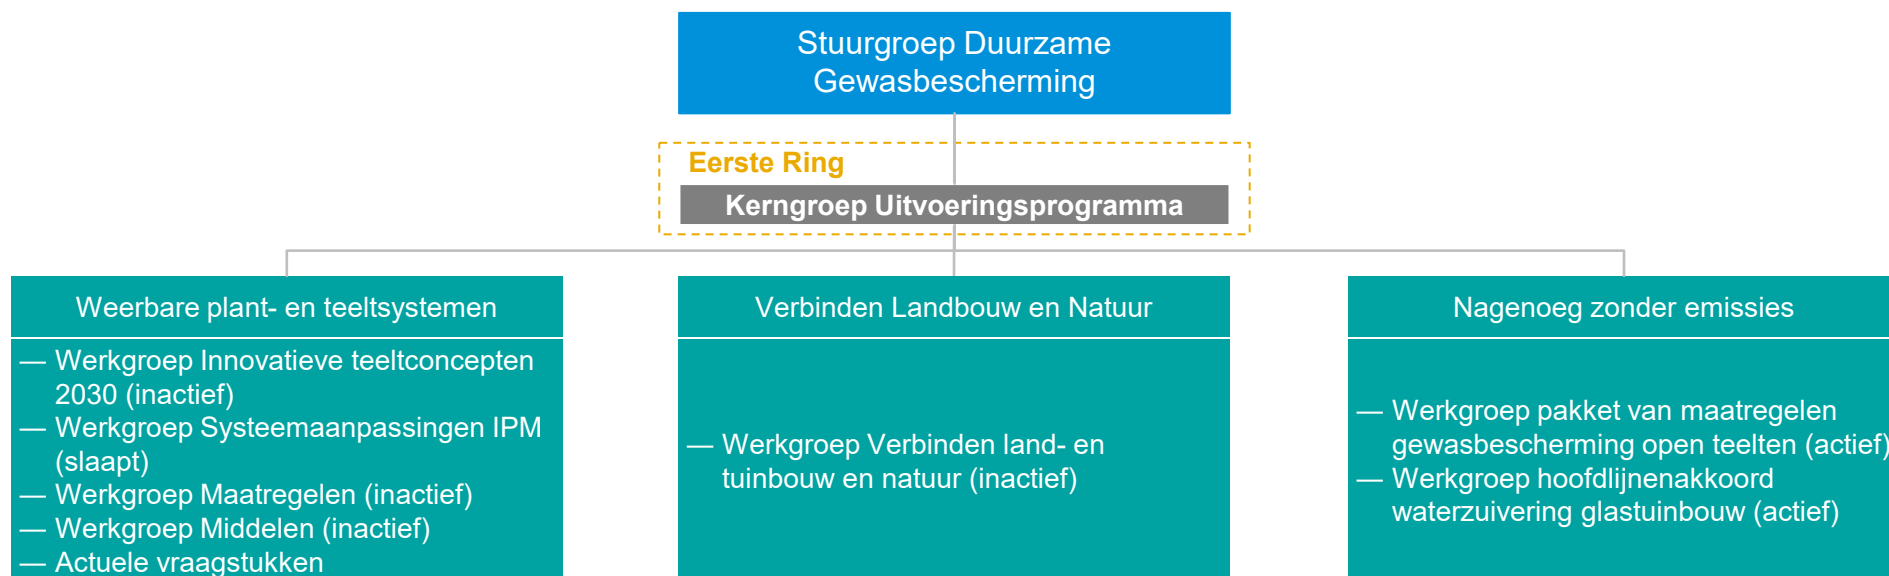 Stuurgroep Duurzame
Gewasbescherming
Eerste Ring
Kerngroep Uitvoeringsprogramma
Weerbare plant- en teeltsystemen
— Werkgroep Innovatieve teeltconcepten
2030 (inactief)
— Werkgroep Systeemaanpassingen IPM
(slaapt)
— Werkgroep Maatregelen (inactief)
— Werkgroep Middelen (inactief)
— Actuele vraagstukken
Verbinden Landbouw en Natuur
— Werkgroep Verbinden land- en
tuinbouw en natuur (inactief)
Nagenoeg zonder emissies
— Werkgroep pakket van maatregelen
gewasbescherming open teelten (actief)
— Werkgroep hoofdlijnenakkoord
waterzuivering glastuinbouw (actief)